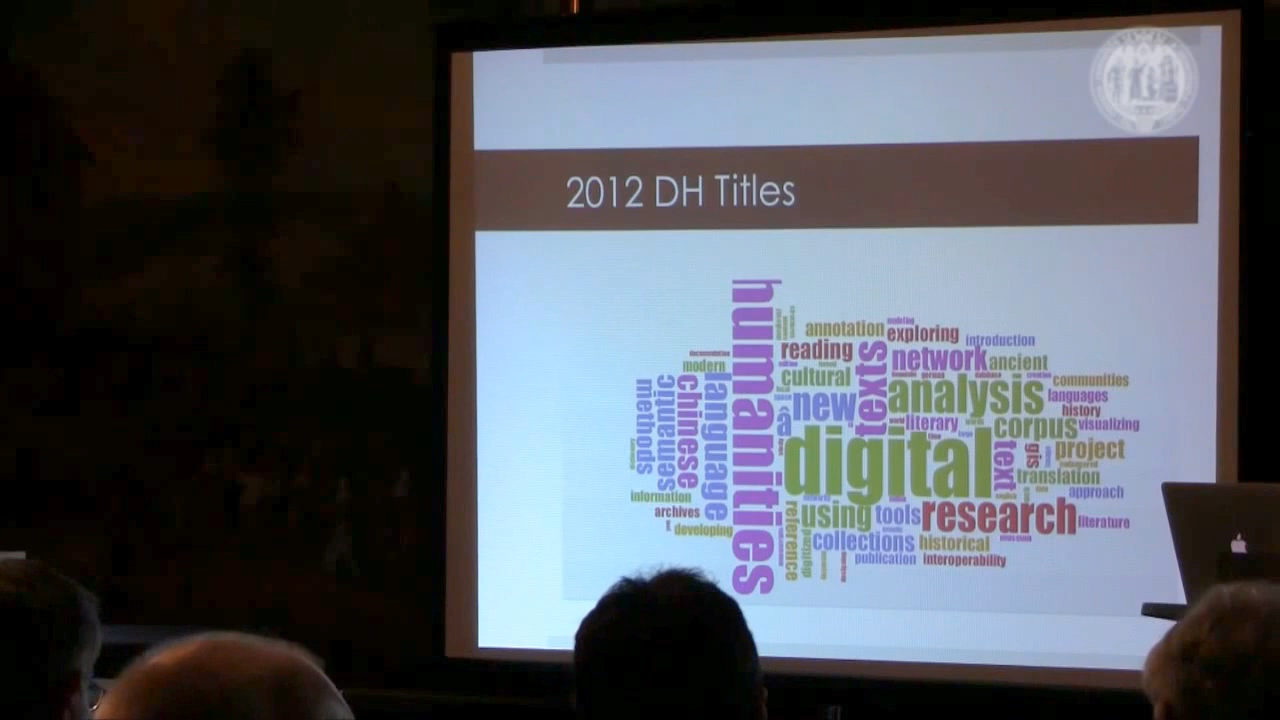 2012 DH Titles
humanities
annotation
exploring
introduction
reading
texts
network
ancient
modern
cultural
analysis
communities
methods
semantic
chinese
language
new
languages
history
literary
corpus
visualizing
digital
text
gis
project
translation
approach
information
archives
developing
reference
using
tools
research
literature
collections
historical
publication
interoperability